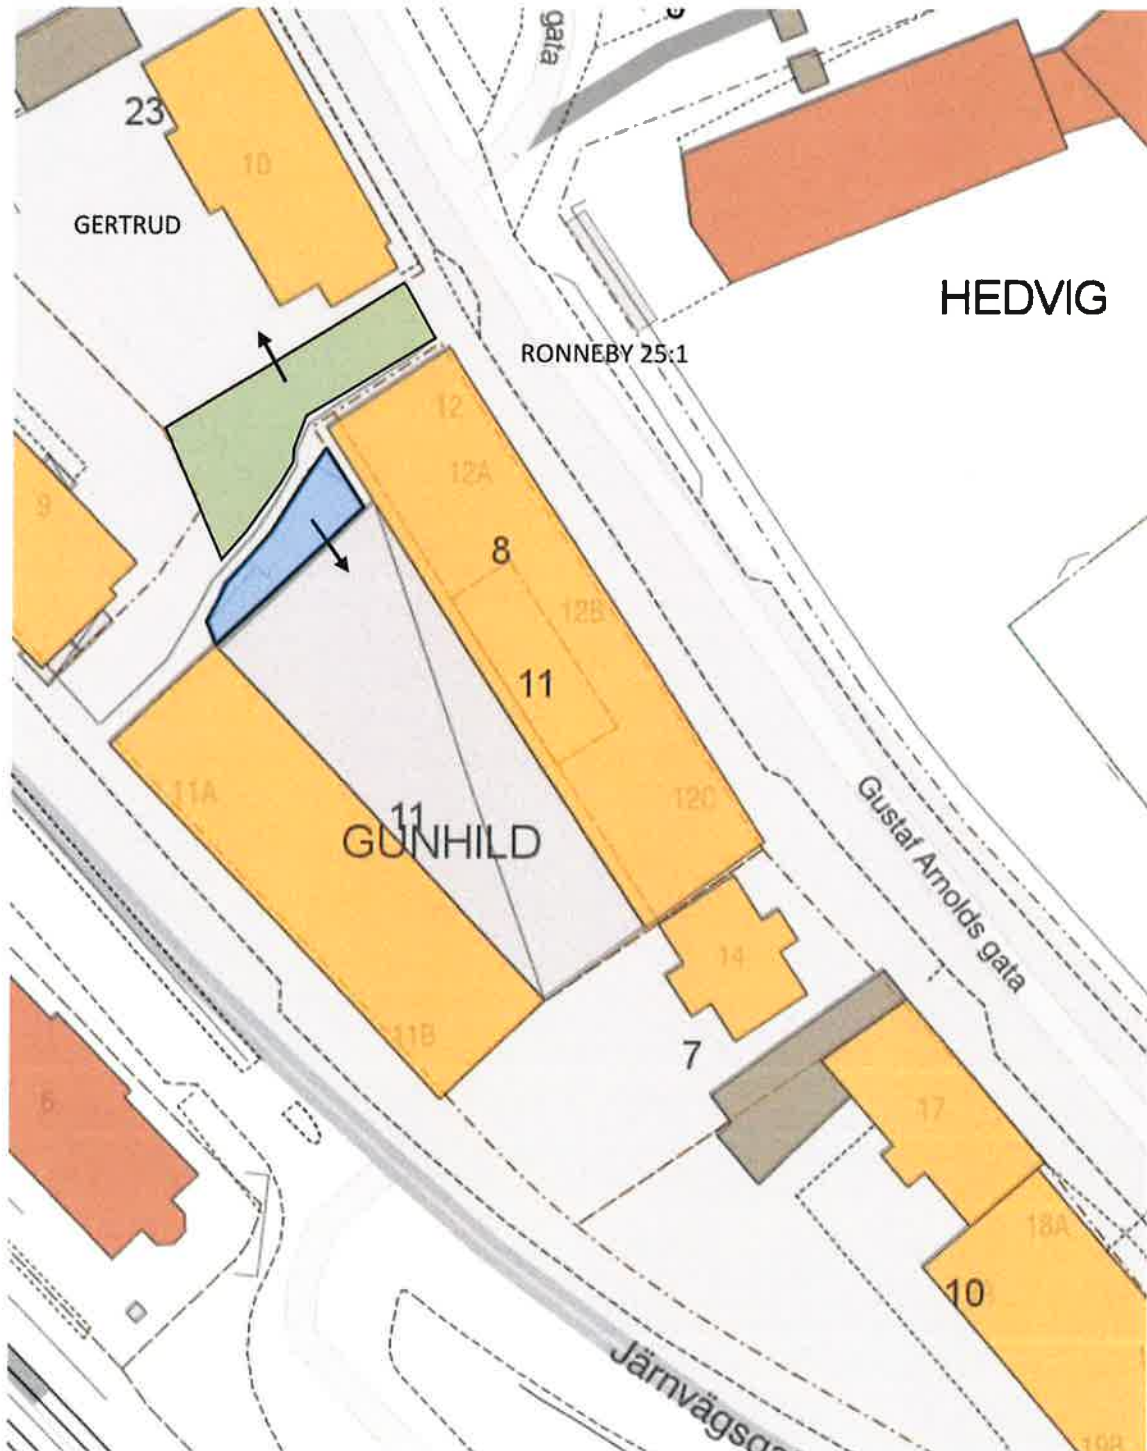 gata
23
10
GERTRUD
HEDVIG
RONNEBY 25:1
12
12A
9
8
12B
11
11A
12C
11
GUNHILD
Gustaf Arnolds gata
14
11B
7
6
17
18A
10
Järnvägsga
19B